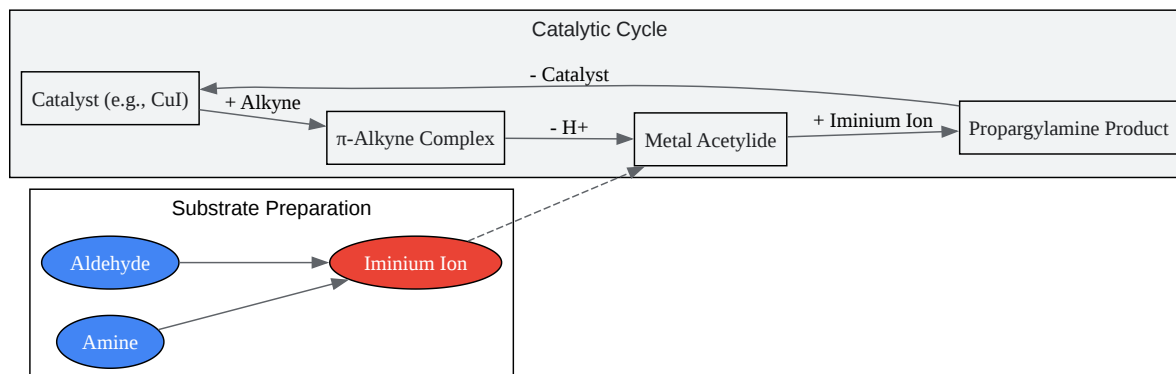 Catalytic Cycle
- Catalyst
Catalyst (e.g., CuI)
+ Alkyne
π-Alkyne Complex
- H+
Metal Acetylide
+ Iminium Ion
Propargylamine Product
Substrate Preparation
Aldehyde
Iminium Ion
Amine